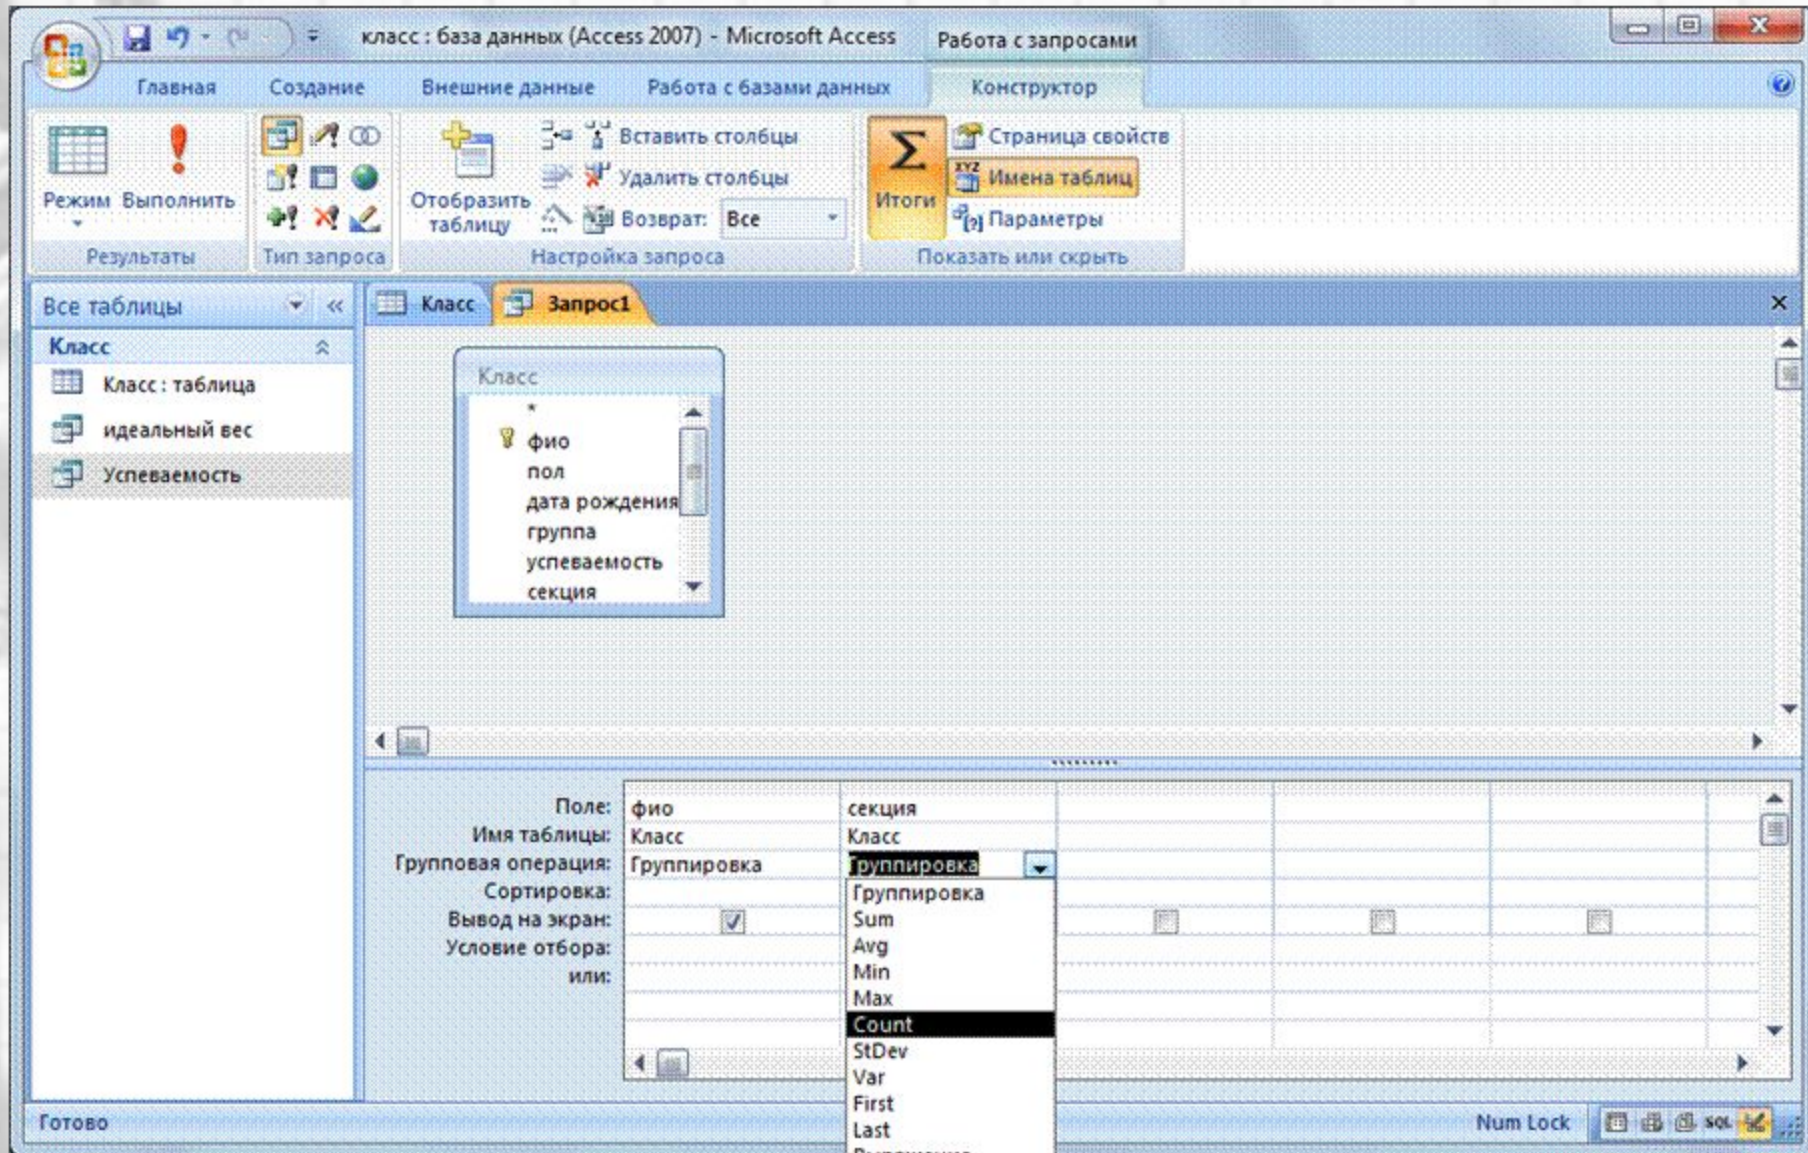 класс : база данных (Access 2007) - Microsoft Access
Работа с запросами
Главная
Создание
Внешние данные
Работа с базами данных
Конструктор
Режим
Выполнить
Результаты
Тип запроса
Отобразить таблицу
Вставить столбцы
Удалить столбцы
Возврат: Все
Настройка запроса
Σ
Итоги
Страница свойств
XYZ Имена таблиц
[?] Параметры
Показать или скрыть
Все таблицы
«
Класс
Запрос1
Класс
Класс : таблица
идеальный вес
Успеваемость
Класс
*
фио
пол
дата рождения
группа
успеваемость
секция
Поле: фио секция
Имя таблицы: Класс Класс
Групповая операция: Группировка Группировка
Сортировка:
Вывод на экран:
Условие отбора:
или:
Группировка
Sum
Avg
Min
Max
Count
StDev
Var
First
Last
Готово
Num Lock
SQL